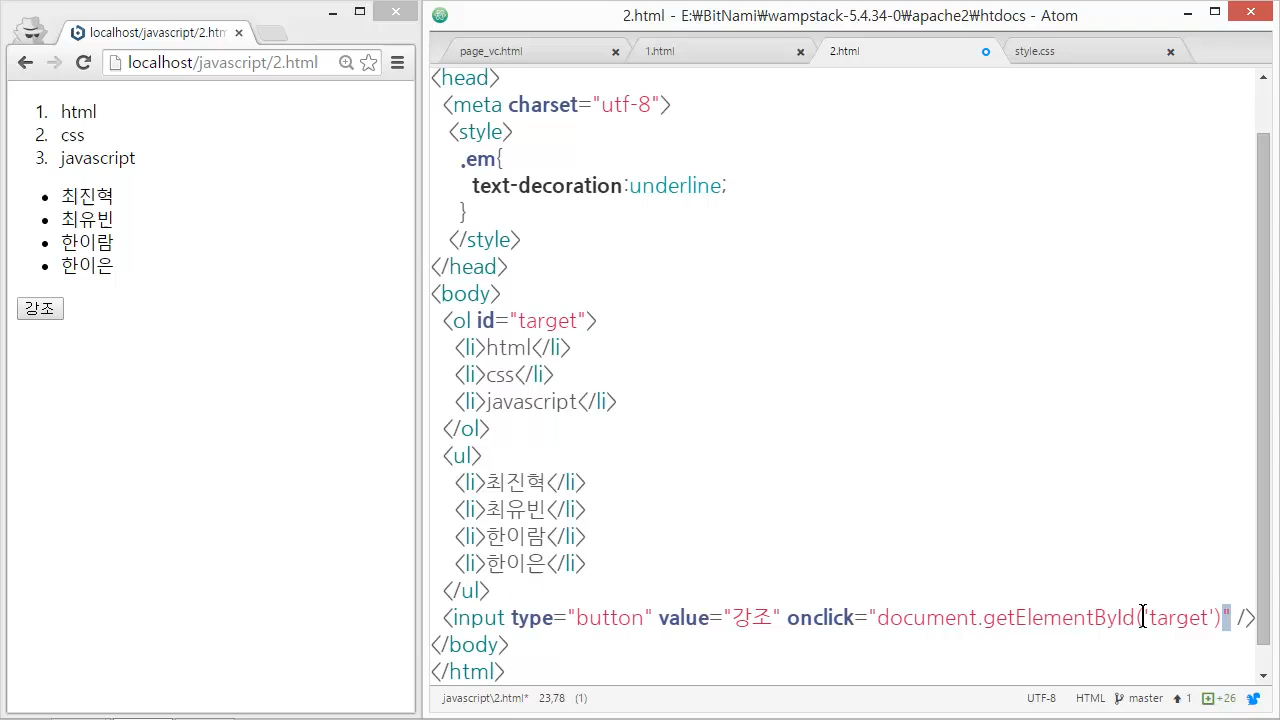 localhost/javascript/2.htm
localhost/javascript/2.html
1. html
2. css
3. javascript
• 최진혁
• 최유빈
• 한이람
• 한이은
강조
2.html - E:₩BitNami₩wampstack-5.4.34-0₩apache2₩htdocs - Atom
page_vc.html
1.html
2.html
style.css
<head>
<meta charset="utf-8">
<style>
.em{
text-decoration:underline;
}
</style>
</head>
<body>
<ol id="target">
<li>html</li>
<li>css</li>
<li>javascript</li>
</ol>
<ul>
<li>최진혁</li>
<li>최유빈</li>
<li>한이람</li>
<li>한이은</li>
</ul>
<input type="button" value="강조" onclick="document.getElementById('target')" />
</body>
</html>
javascript\2.html* 23,78 (1)
UTF-8 HTML master 1 +26